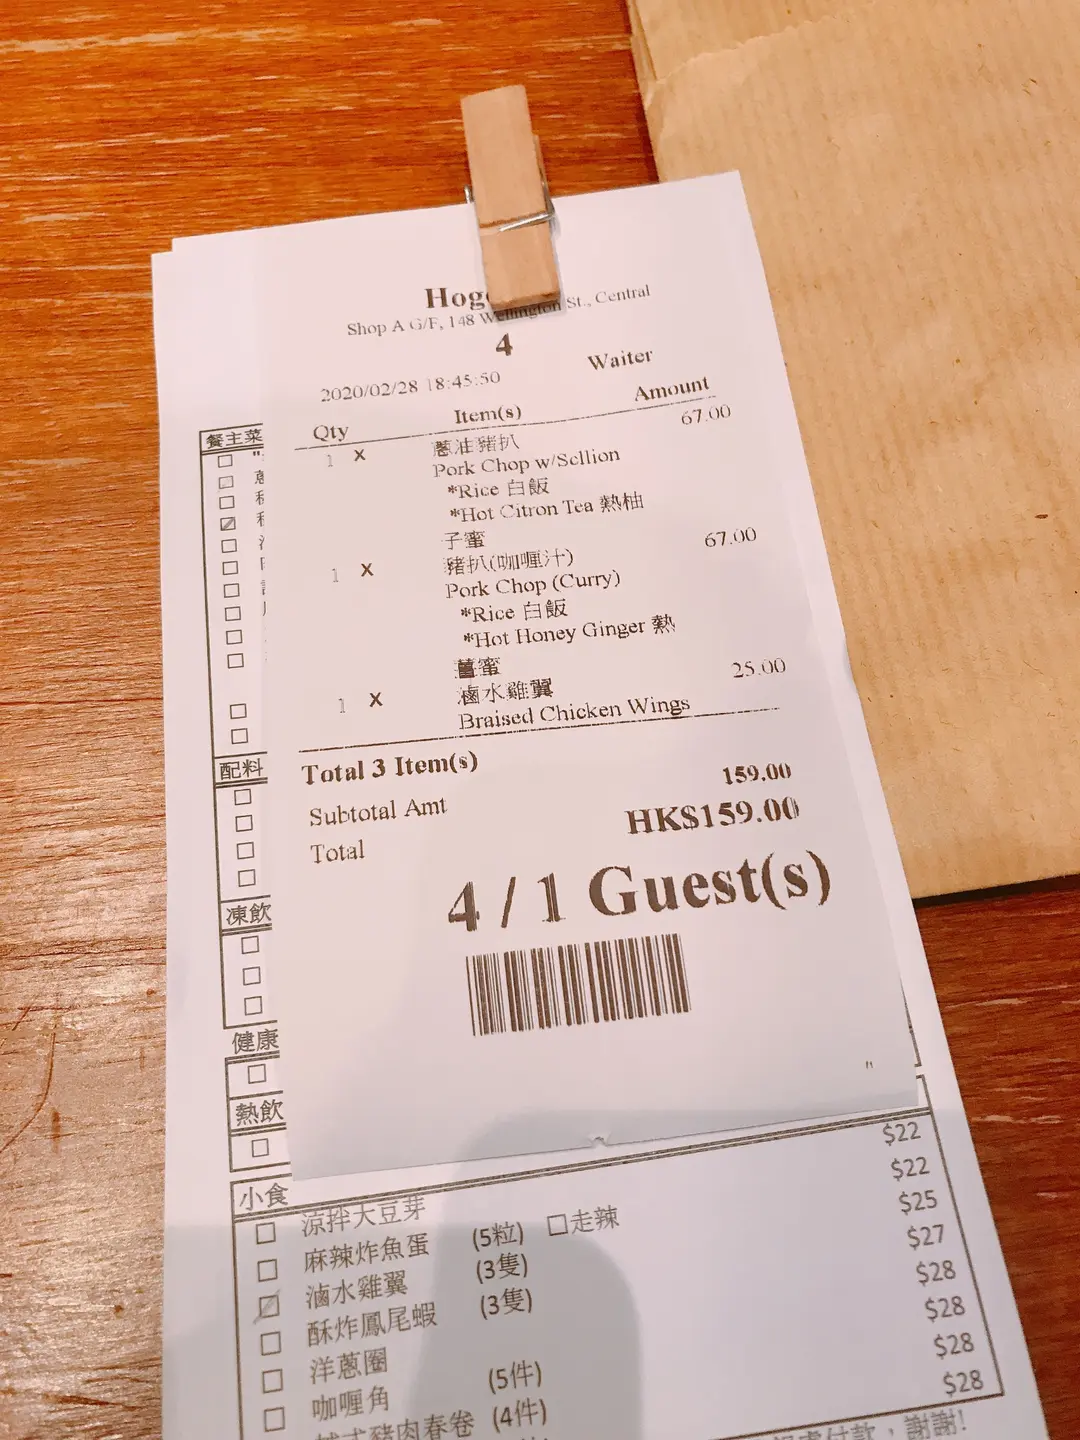 Shop A G/F, 148 Wellington St., Central
4
2020/02/28 18:45:50 Waiter
Qty Item(s) Amount
1 x 蔥油豬扒 67.00
Pork Chop w/Scllion
*Rice 白飯
*Hot Citron Tea 熱柚
子蜜
1 x 豬扒(咖喱汁) 67.00
Pork Chop (Curry)
*Rice 白飯
*Hot Honey Ginger 熱
薑蜜
1 x 滷水雞翼 25.00
Braised Chicken Wings
Total 3 Item(s)
Subtotal Amt 159.00
Total HK$159.00
4 / 1 Guest(s)
餐主菜
配料
凍飲
健康
熱飲
小食
涼拌大豆芽 $22
麻辣炸魚蛋 (5粒) 走辣 $22
滷水雞翼 (3隻) $25
酥炸鳳尾蝦 (3隻) $27
洋蔥圈 $28
咖喱角 (5件) $28
豬肉春卷 (4件) $28
$28
付款，謝謝!